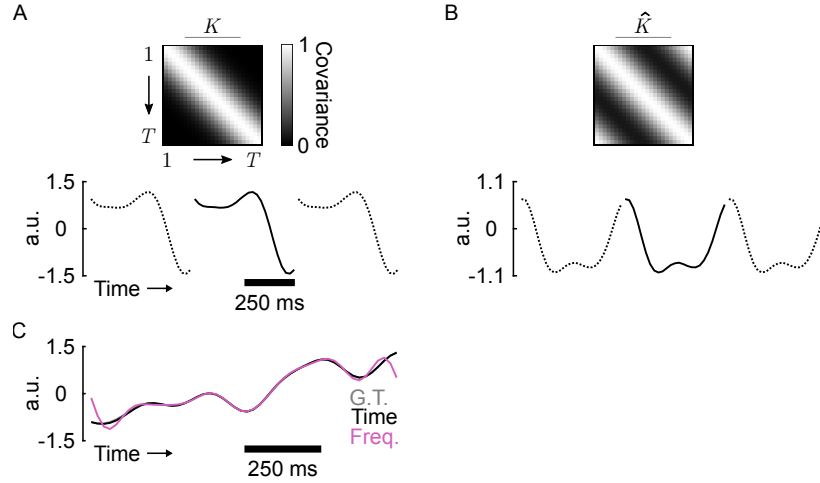 A
K
1
T
1
T
1
0
Covariance
1.5
0
-1.5
a.u.
Time
250 ms
B
K̂
1.1
0
-1.1
a.u.
C
1.5
0
-1.5
a.u.
G.T.
Time
Freq.
Time
250 ms